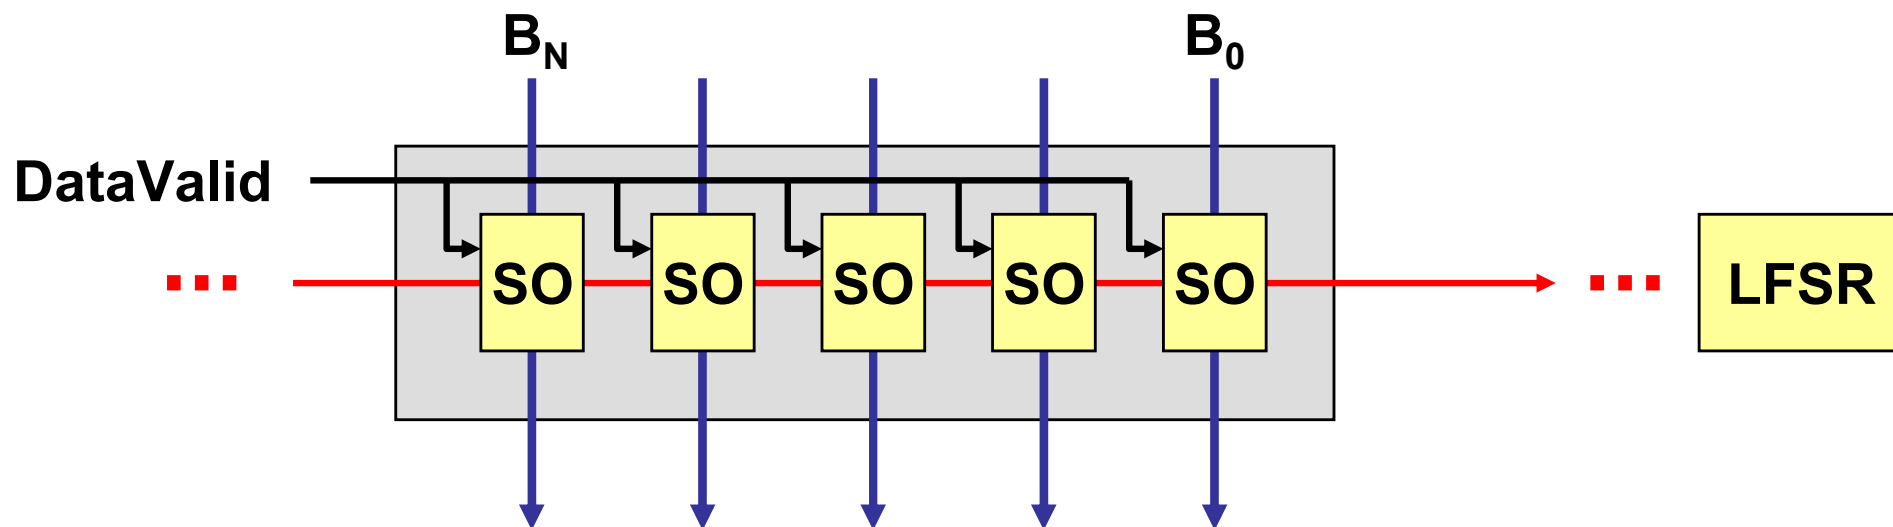 B_N B_0
DataValid
... SO SO SO SO SO ... LFSR